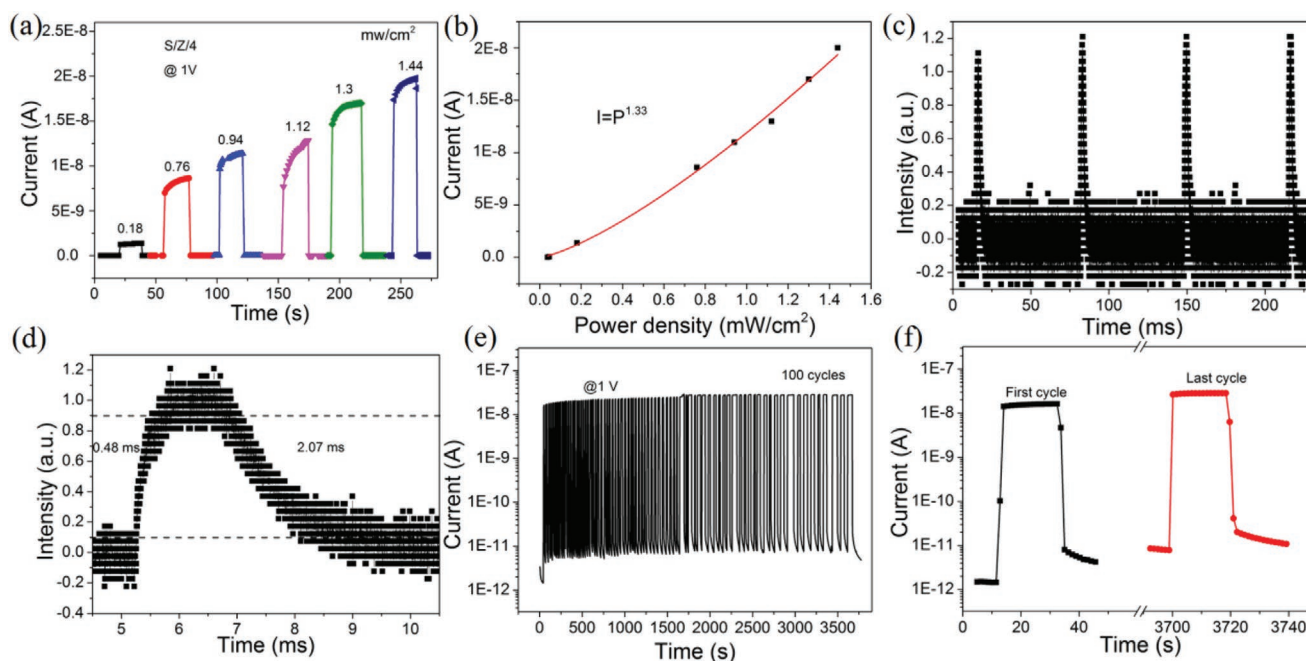 (a)
2.5E-8
2E-8
1.5E-8
1E-8
5E-9
0.0
Current (A)
S/Z/4
@ 1V
mw/cm²
0.18
0.76
0.94
1.12
1.3
1.44
0 50 100 150 200 250
Time (s)
(b)
2E-8
1.5E-8
1E-8
5E-9
0.0
Current (A)
I=P^1.33
0.0 0.2 0.4 0.6 0.8 1.0 1.2 1.4 1.6
Power density (mW/cm²)
(c)
1.2
0.9
0.6
0.3
0.0
-0.2
Intensity (a.u.)
0 50 100 150 200
Time (ms)
(d)
1.2
1.0
0.8
0.6
0.4
0.2
0.0
-0.2
-0.4
Intensity (a.u.)
0.48 ms
2.07 ms
5 6 7 8 9 10
Time (ms)
(e)
1E-7
1E-8
1E-9
1E-10
1E-11
1E-12
Current (A)
@1 V
100 cycles
0 500 1000 1500 2000 2500 3000 3500
Time (s)
(f)
1E-7
1E-8
1E-9
1E-10
1E-11
1E-12
Current (A)
First cycle
Last cycle
0 20 40 3700 3720 3740
Time (s)